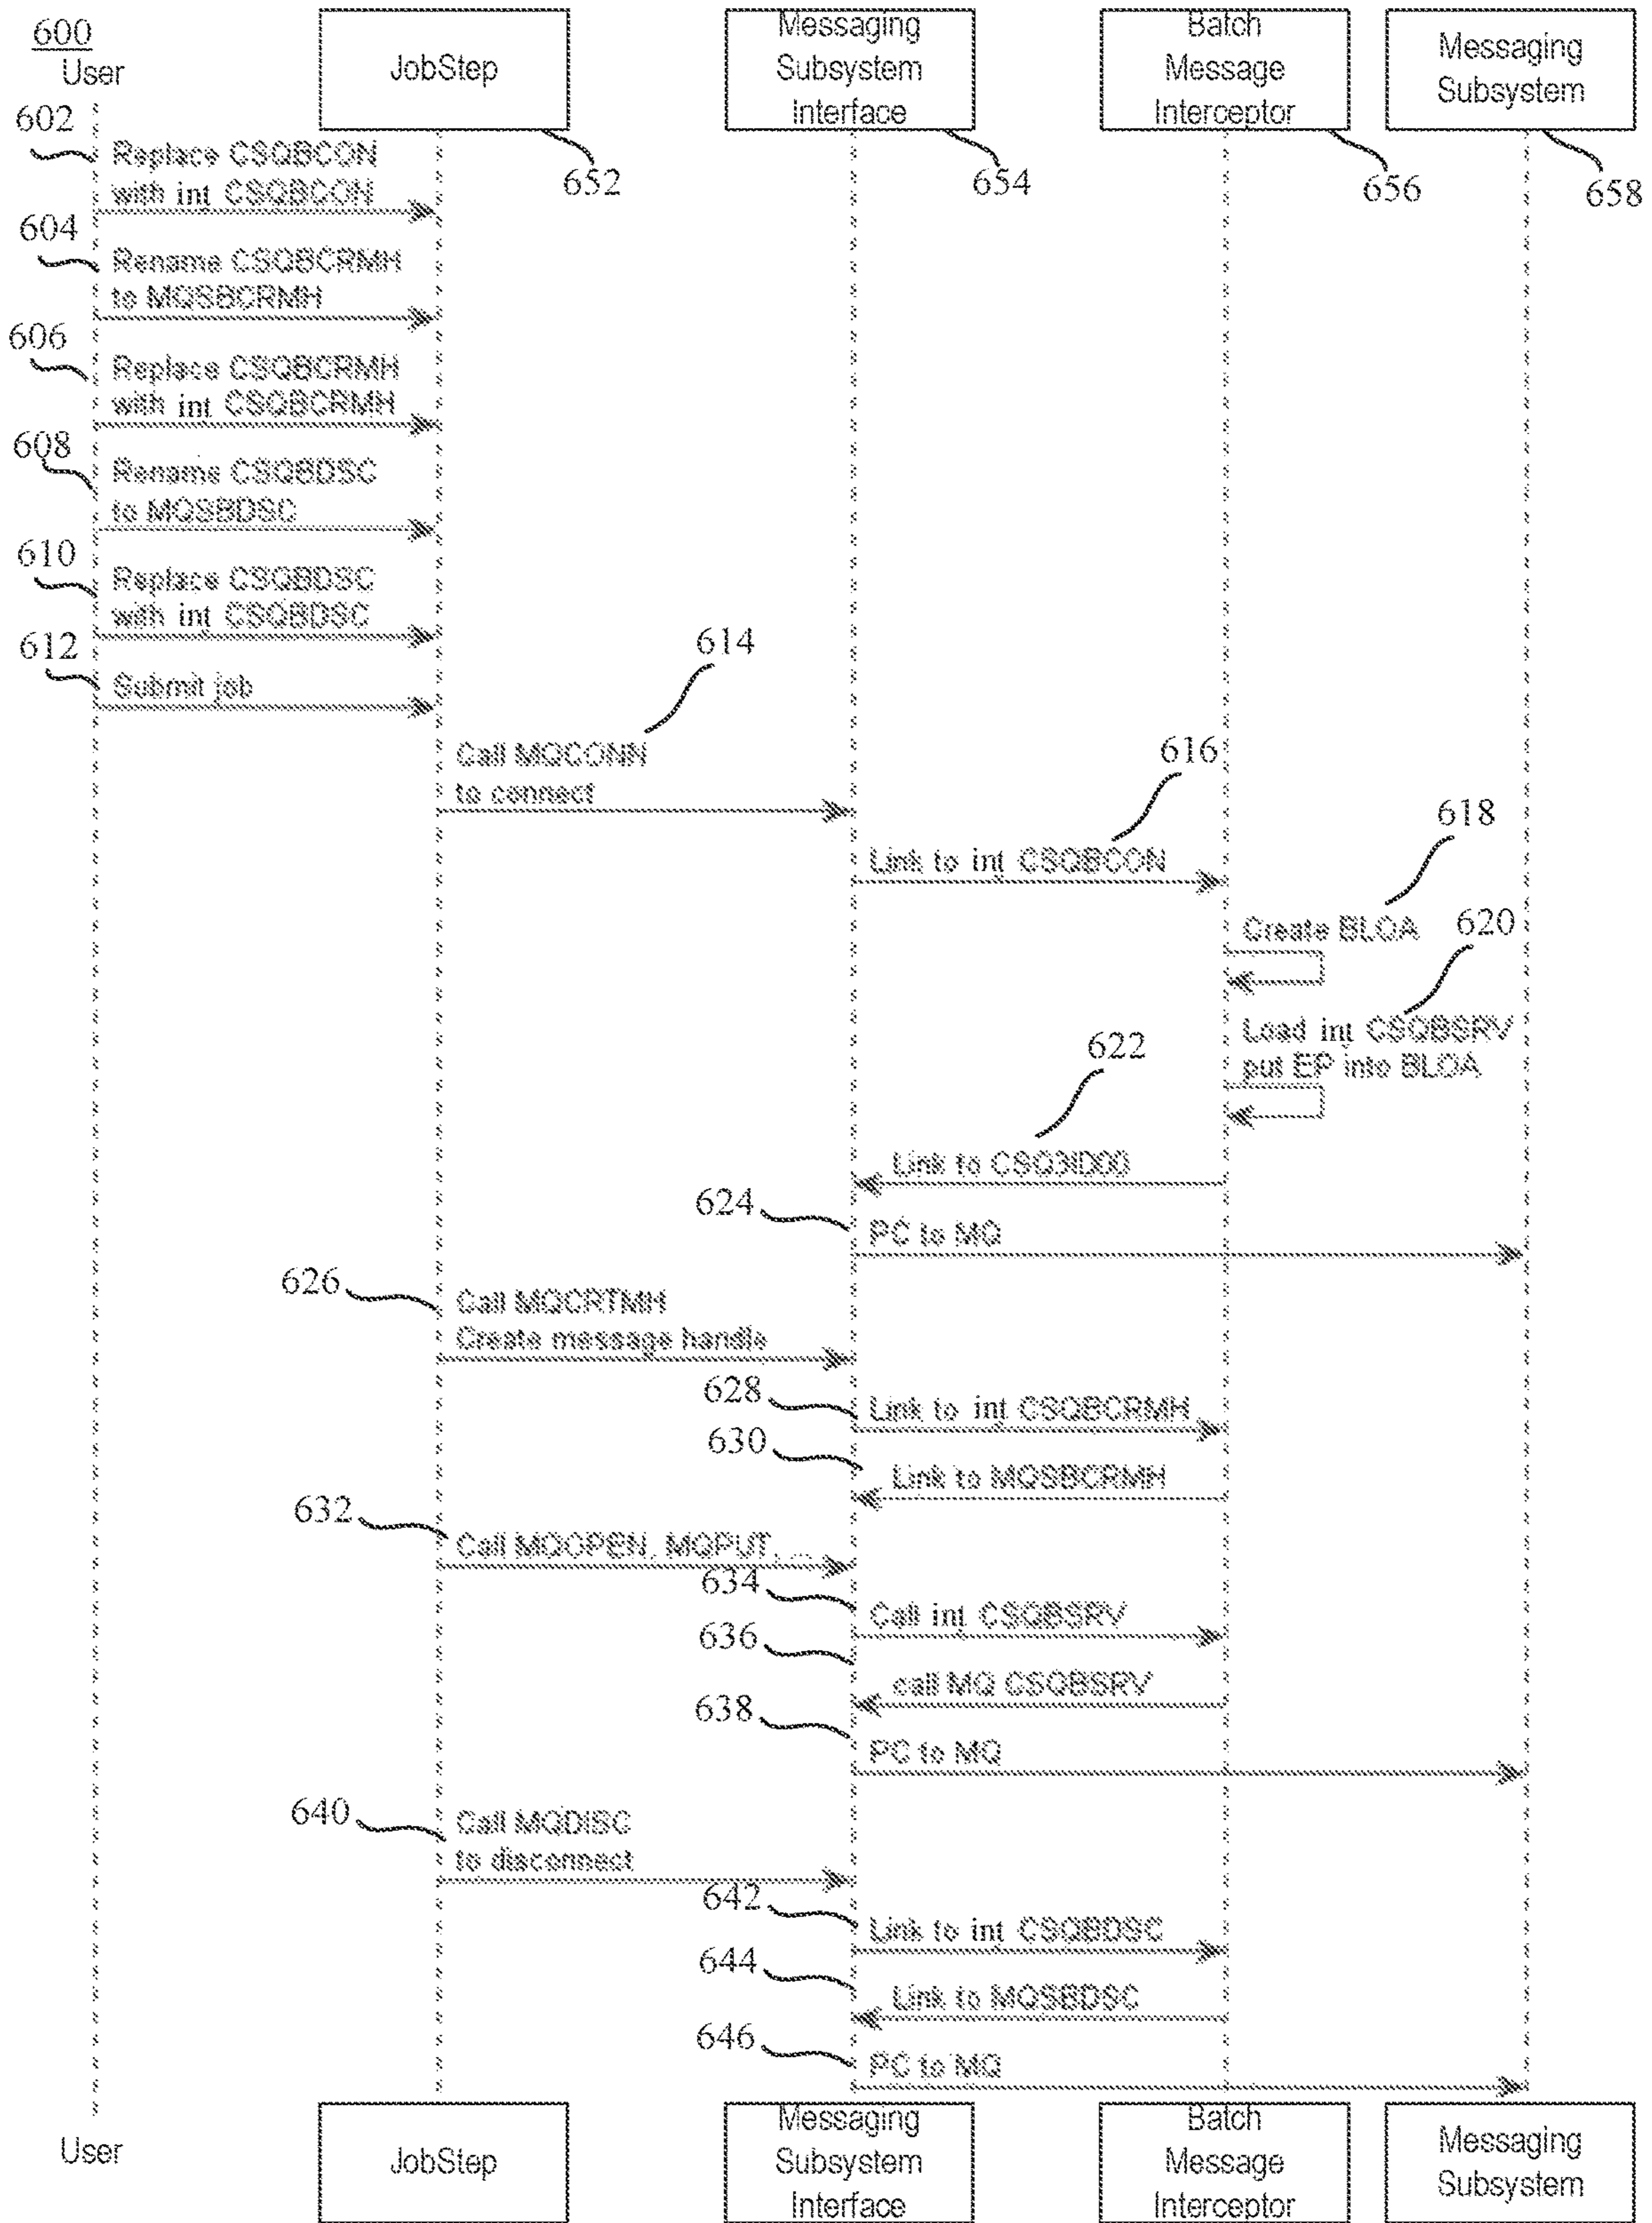 600
User
JobStep
Messaging
Subsystem
Interface
Batch
Message
Interceptor
Messaging
Subsystem
652
654
656
658
602
Replace CSQBCON
with int CSQBCON
604
Rename CSQBCRMH
to MQSBCRMH
606
Replace CSQBCRMH
with int CSQBCRMH
608
Rename CSQBDSC
to MQSBDSC
610
Replace CSQBDSC
with int CSQBDSC
612
Submit job
614
Call MQCONN
to connect
616
Link to int CSQBCON
618
Create BLOA
620
Load int CSQBSRV
put EP into BLOA
622
Link to CSQ3ID00
624
PC to MQ
626
Call MQCRTMH
Create message handle
628
Link to int CSQBCRMH
630
Link to MQSBCRMH
632
Call MQOPEN, MQPUT, ...
634
Call int CSQBSRV
636
call MQ CSQBSRV
638
PC to MQ
640
Call MQDISC
to disconnect
642
Link to int CSQBDSC
644
Link to MQSBDSC
646
PC to MQ
User
JobStep
Messaging
Subsystem
Interface
Batch
Message
Interceptor
Messaging
Subsystem